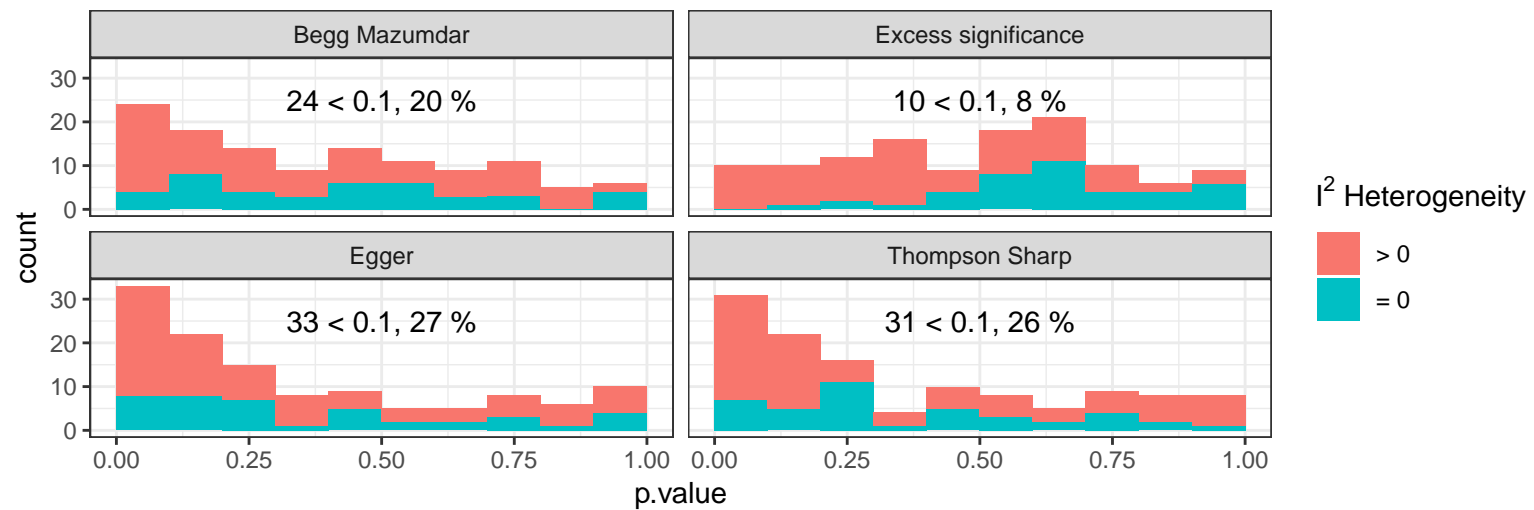 Begg Mazumdar
Excess significance
24 < 0.1, 20 %
10 < 0.1, 8 %
30
20
10
0
Egger
Thompson Sharp
33 < 0.1, 27 %
31 < 0.1, 26 %
30
20
10
0
0.00 0.25 0.50 0.75 1.00
0.00 0.25 0.50 0.75 1.00
p.value
count
I² Heterogeneity
> 0
= 0